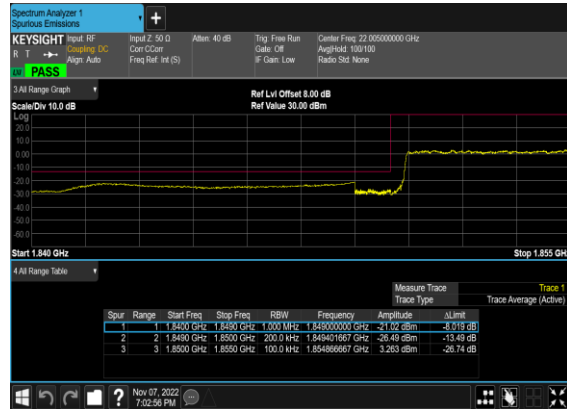 Spectrum Analyzer 1
Spurious Emissions
KEYSIGHT Input: RF Input Z: 50 Ω Atten: 40 dB Trig: Free Run Center Freq: 22.005000000 GHz
R T Coupling: DC Corr CCorr Gate: Off Avg|Hold: 100/100
Align: Auto Freq Ref: Int (S) IF Gain: Low Radio Std: None
PASS
3 All Range Graph
Ref Lvl Offset 8.00 dB
Scale/Div 10.0 dB Ref Value 30.00 dBm
Log
20.0
10.0
0.00
-10.0
-20.0
-30.0
-40.0
-50.0
-60.0
Start 1.840 GHz Stop 1.855 GHz
4 All Range Table
Measure Trace Trace 1
Trace Type Trace Average (Active)
Spur Range Start Freq Stop Freq RBW Frequency Amplitude ΔLimit
1 1 1.8400 GHz 1.8490 GHz 1.000 MHz 1.849000000 GHz -21.02 dBm -8.019 dB
2 2 1.8490 GHz 1.8500 GHz 200.0 kHz 1.849401667 GHz -26.49 dBm -13.49 dB
3 3 1.8500 GHz 1.8550 GHz 100.0 kHz 1.854866667 GHz 3.263 dBm -26.74 dB
? Nov 07, 2022
7:02:56 PM